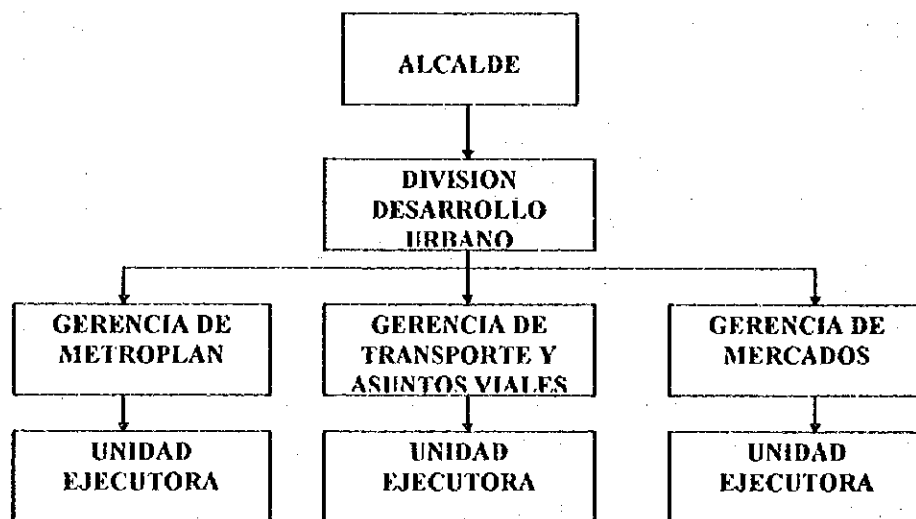 ALCALDE
DIVISION
DESARROLLO
URBANO
GERENCIA DE
METROPLAN
GERENCIA DE
TRANSPORTE Y
ASUNTOS VIALES
GERENCIA DE
MERCADOS
UNIDAD
EJECUTORA
UNIDAD
EJECUTORA
UNIDAD
EJECUTORA